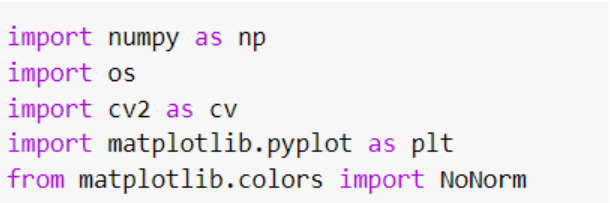 import numpy as np
import os
import cv2 as cv
import matplotlib.pyplot as plt
from matplotlib.colors import NoNorm